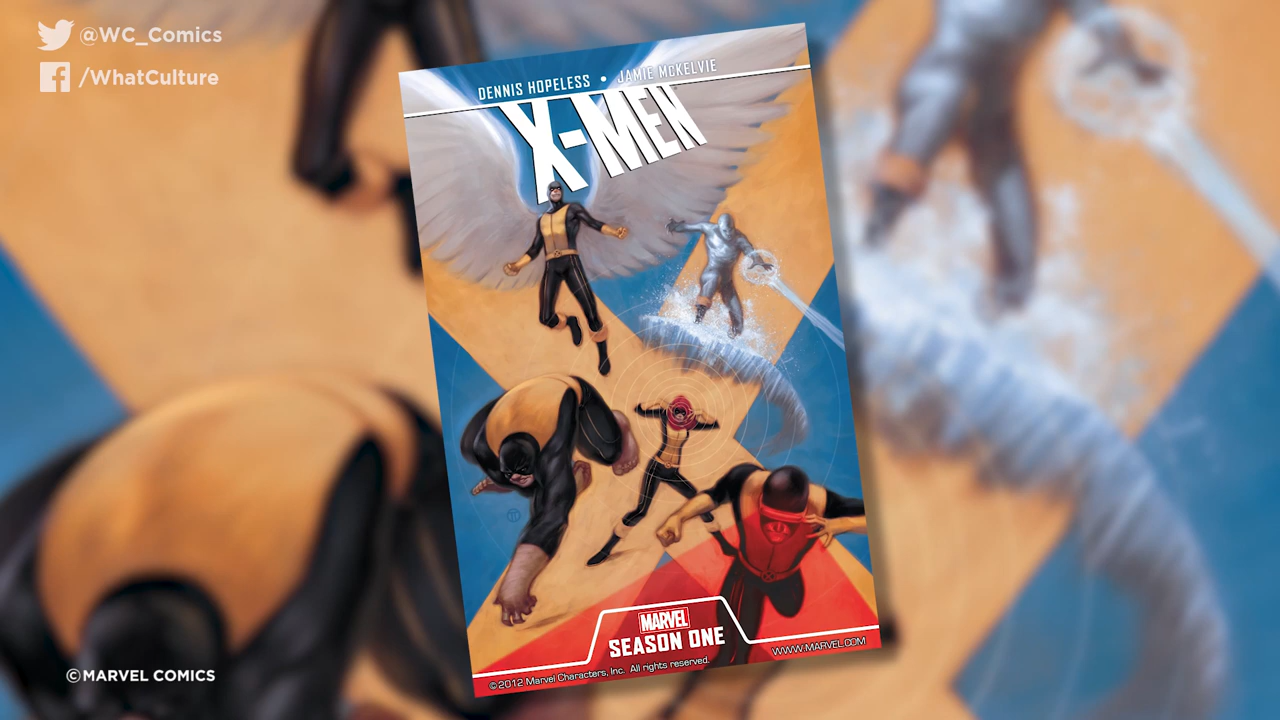 @WC_Comics
/WhatCulture
DENNIS HOPELESS • JAMIE McKELVIE
X-MEN
MARVEL
SEASON ONE
©2012 Marvel Characters, Inc. All rights reserved.
WWW.MARVEL.COM
©MARVEL COMICS